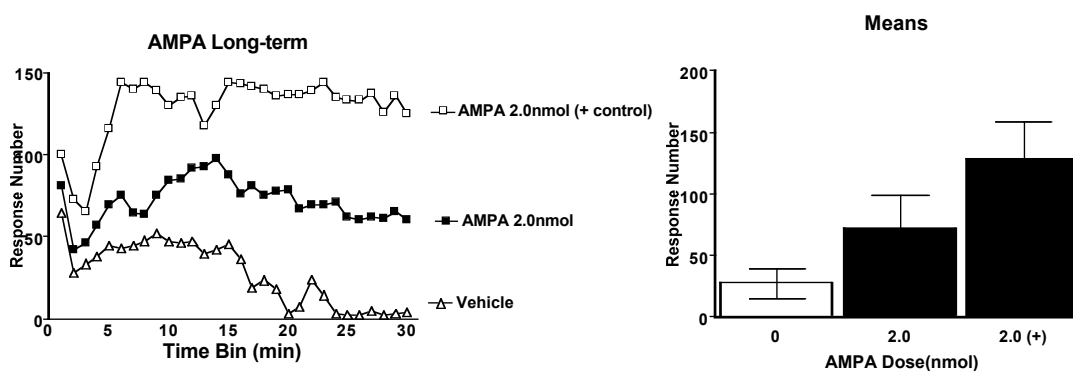 AMPA Long-term
Response Number
150
100
50
0
0 5 10 15 20 25 30
Time Bin (min)
AMPA 2.0nmol (+ control)
AMPA 2.0nmol
Vehicle
Means
Response Number
200
150
100
50
0
0 2.0 2.0 (+)
AMPA Dose(nmol)